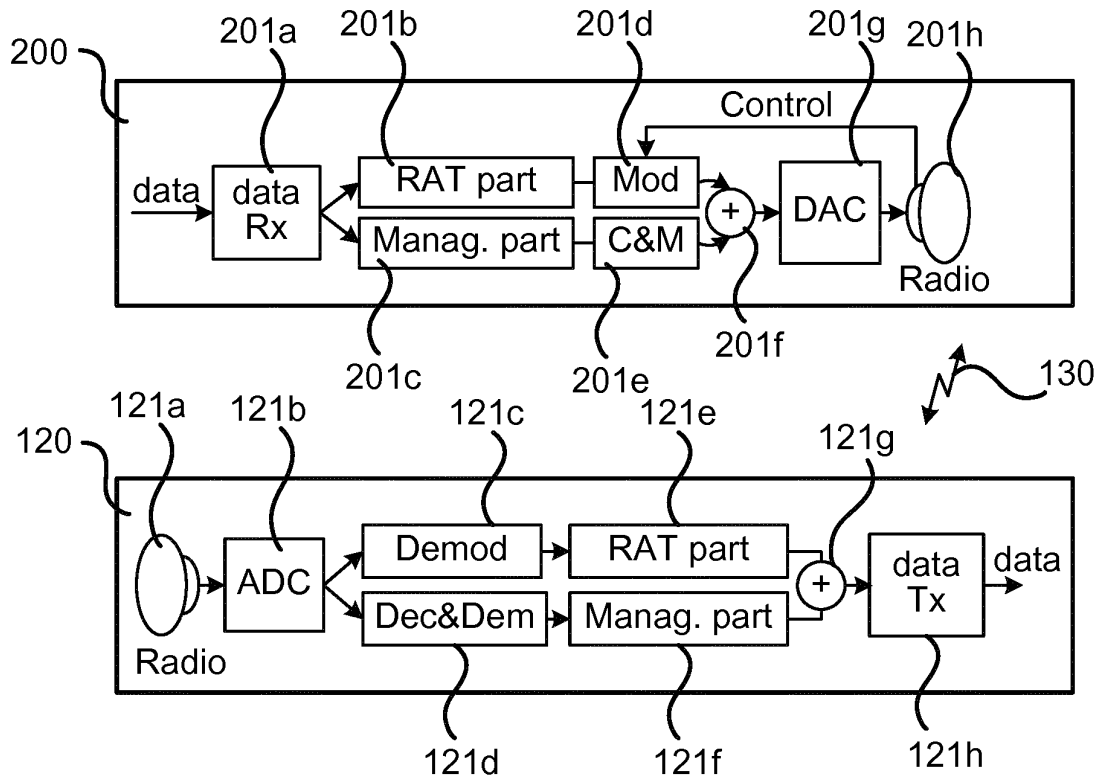 201a
201b
201d
201g
201h
200
Control
data
data
Rx
RAT part
Mod
+
DAC
Manag. part
C&M
Radio
201c
201e
201f
130
121a
121b
121c
121e
121g
120
ADC
Demod
RAT part
+
data
Tx
data
Dec&Dem
Manag. part
Radio
121d
121f
121h